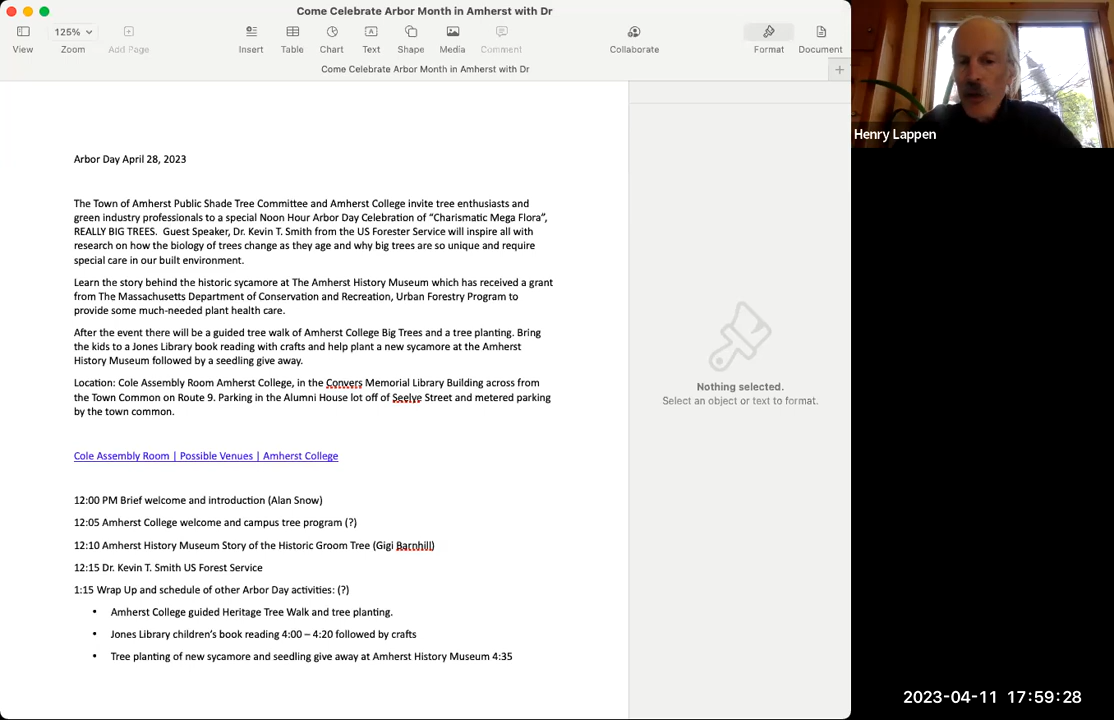 Come Celebrate Arbor Month in Amherst with Dr
125%
View
Zoom
Add Page
Insert
Table
Chart
Text
Shape
Media
Comment
Collaborate
Format
Document
Come Celebrate Arbor Month in Amherst with Dr
Henry Lappen
Arbor Day April 28, 2023
The Town of Amherst Public Shade Tree Committee and Amherst College invite tree enthusiasts and
green industry professionals to a special Noon Hour Arbor Day Celebration of “Charismatic Mega Flora”,
REALLY BIG TREES.  Guest Speaker, Dr. Kevin T. Smith from the US Forester Service will inspire all with
research on how the biology of trees change as they age and why big trees are so unique and require
special care in our built environment.
Learn the story behind the historic sycamore at The Amherst History Museum which has received a grant
from The Massachusetts Department of Conservation and Recreation, Urban Forestry Program to
provide some much-needed plant health care.
After the event there will be a guided tree walk of Amherst College Big Trees and a tree planting. Bring
the kids to a Jones Library book reading with crafts and help plant a new sycamore at the Amherst
History Museum followed by a seedling give away.
Location: Cole Assembly Room Amherst College, in the Convers Memorial Library Building across from
the Town Common on Route 9. Parking in the Alumni House lot off of Seelye Street and metered parking
by the town common.
Cole Assembly Room | Possible Venues | Amherst College
12:00 PM Brief welcome and introduction (Alan Snow)
12:05 Amherst College welcome and campus tree program (?)
12:10 Amherst History Museum Story of the Historic Groom Tree (Gigi Barnhill)
12:15 Dr. Kevin T. Smith US Forest Service
1:15 Wrap Up and schedule of other Arbor Day activities: (?)
• Amherst College guided Heritage Tree Walk and tree planting.
• Jones Library children’s book reading 4:00 – 4:20 followed by crafts
• Tree planting of new sycamore and seedling give away at Amherst History Museum 4:35
Nothing selected.
Select an object or text to format.
2023-04-11 17:59:28